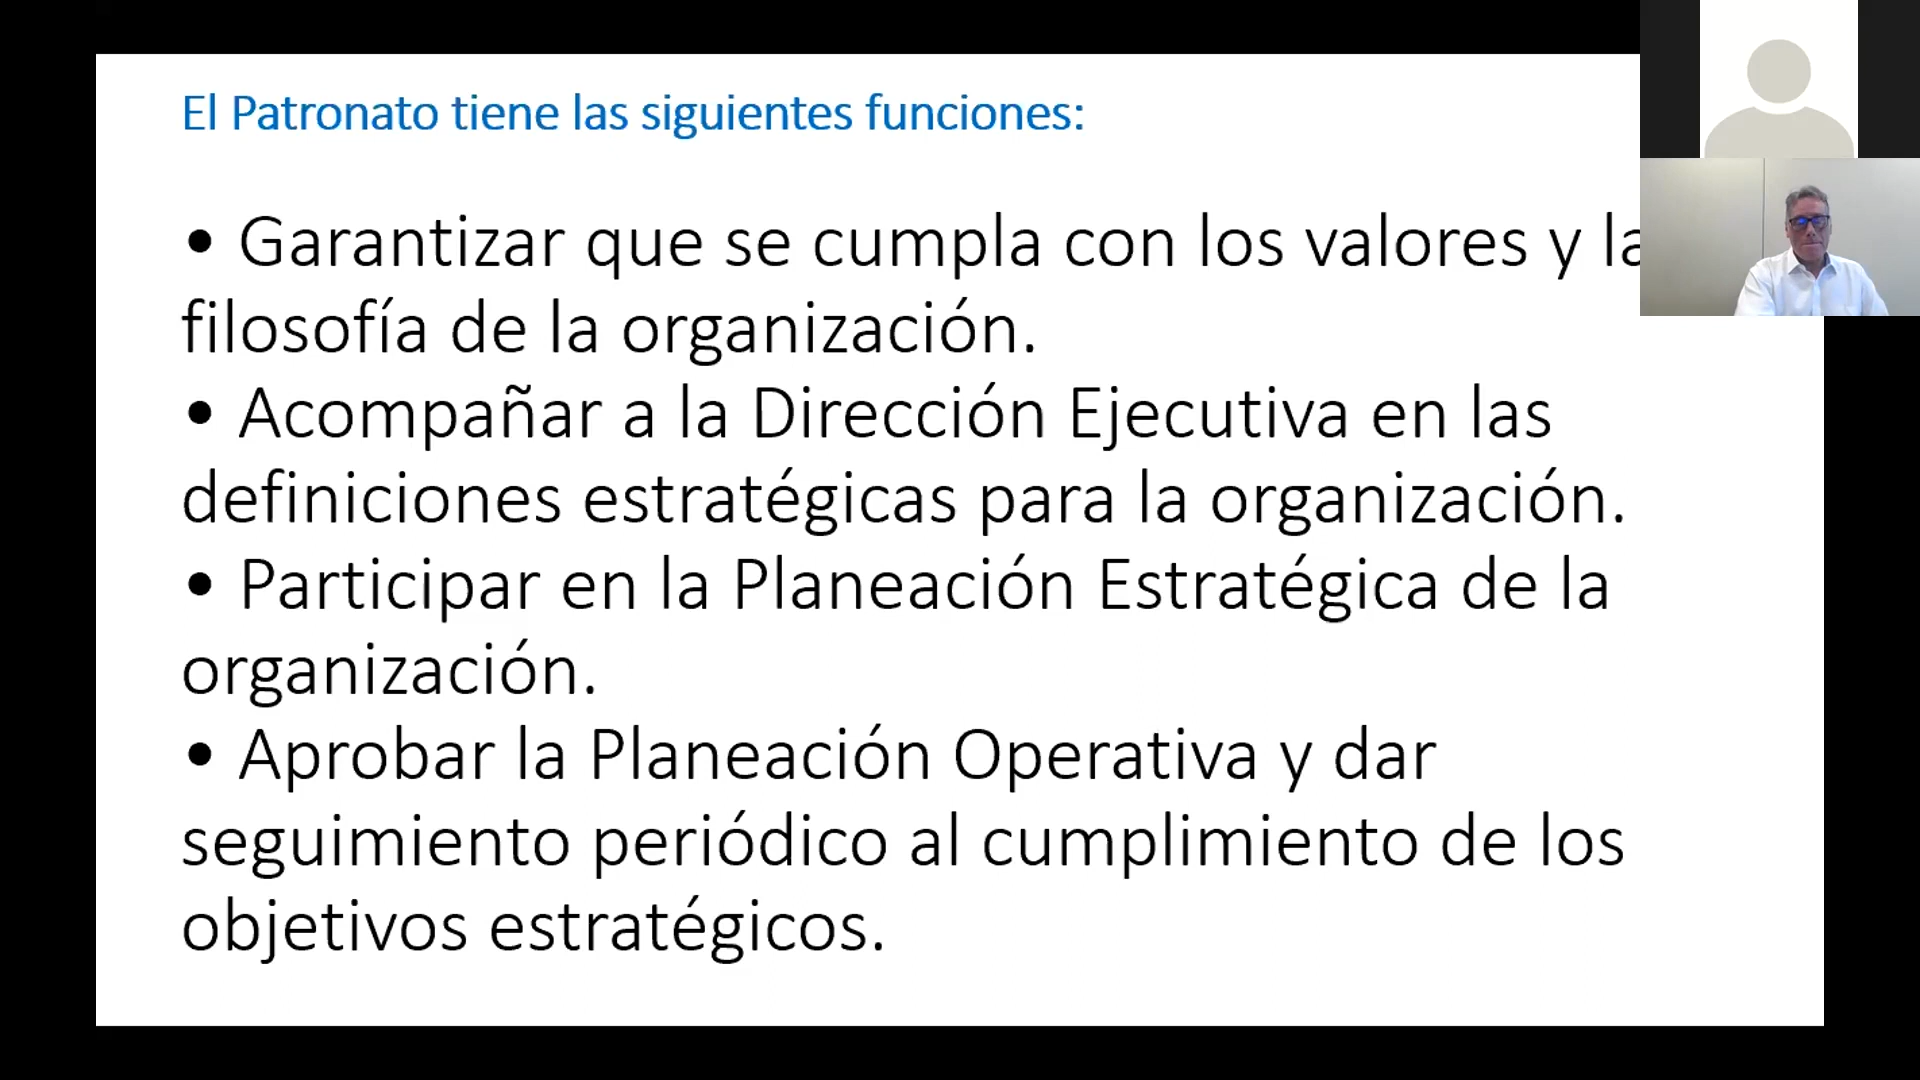 El Patronato tiene las siguientes funciones:
• Garantizar que se cumpla con los valores y la
filosofía de la organización.
• Acompañar a la Dirección Ejecutiva en las
definiciones estratégicas para la organización.
• Participar en la Planeación Estratégica de la
organización.
• Aprobar la Planeación Operativa y dar
seguimiento periódico al cumplimiento de los
objetivos estratégicos.